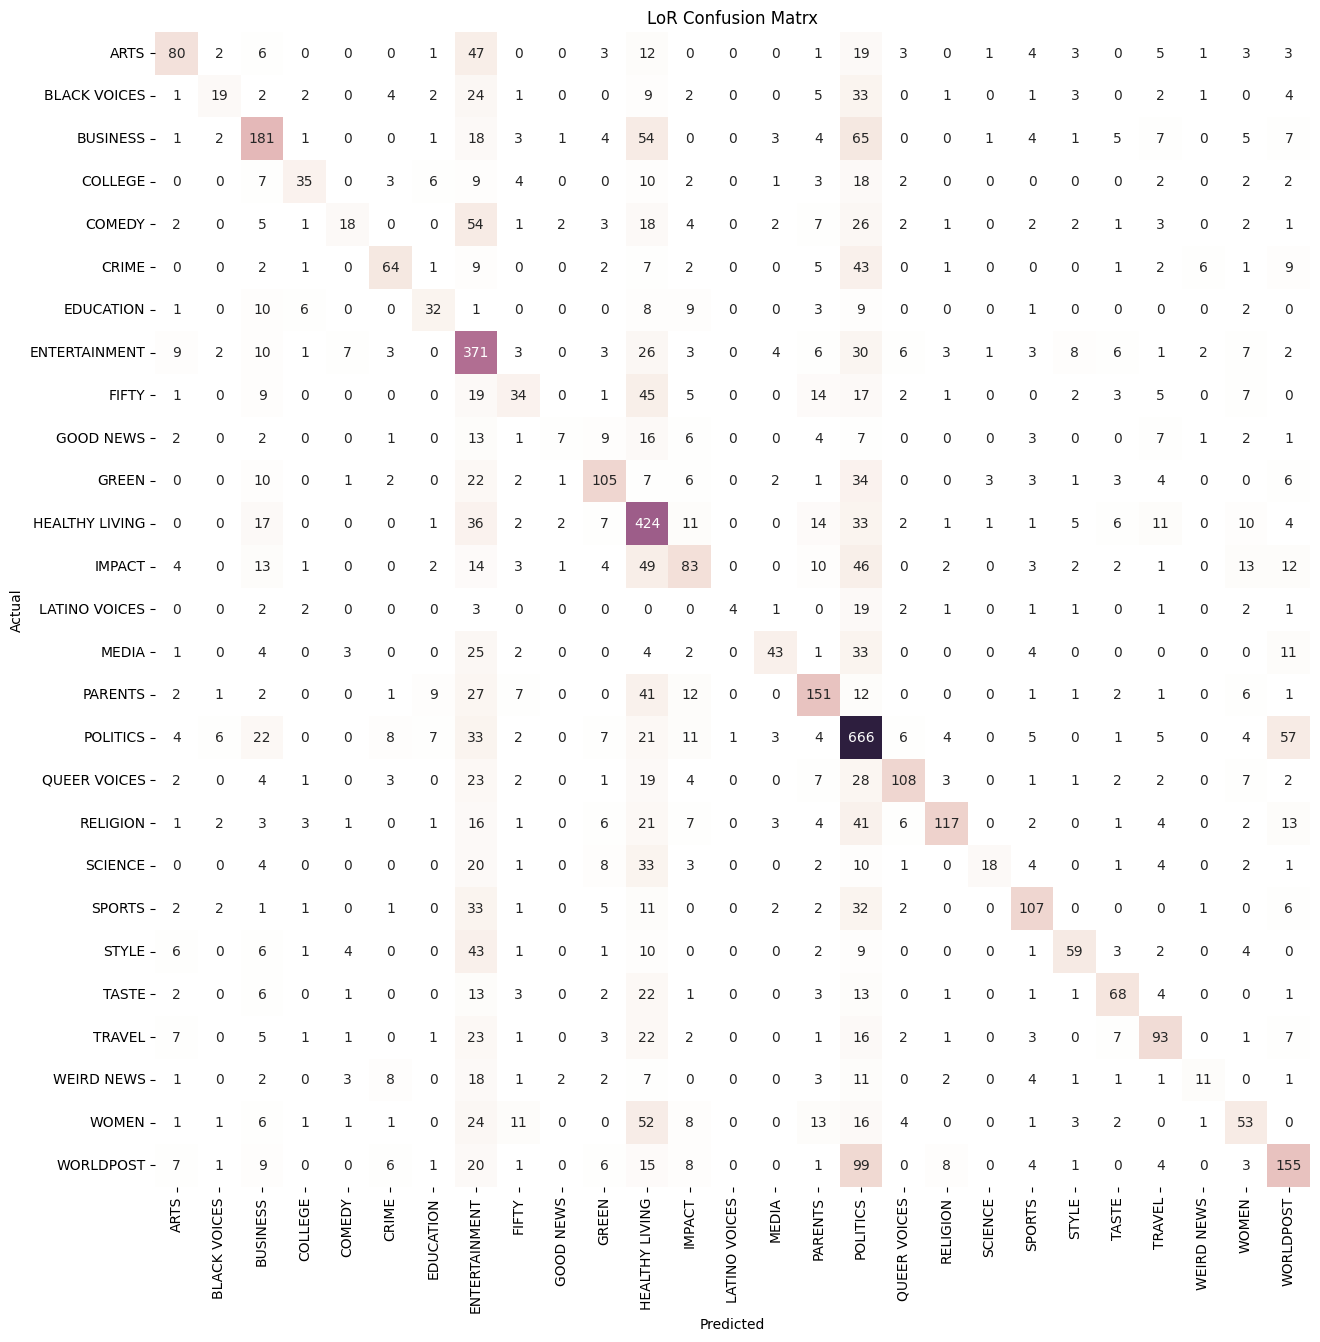 LoR Confusion Matrx
ARTS 80 2 6 0 0 0 1 47 0 0 3 12 0 0 0 1 19 3 0 1 4 3 0 5 1 3 3
BLACK VOICES 1 19 2 2 0 4 2 24 1 0 0 9 2 0 0 5 33 0 1 0 1 3 0 2 1 0 4
BUSINESS 1 2 181 1 0 0 1 18 3 1 4 54 0 0 3 4 65 0 0 1 4 1 5 7 0 5 7
COLLEGE 0 0 7 35 0 3 6 9 4 0 0 10 2 0 1 3 18 2 0 0 0 0 0 2 0 2 2
COMEDY 2 0 5 1 18 0 0 54 1 2 3 18 4 0 2 7 26 2 1 0 2 2 1 3 0 2 1
CRIME 0 0 2 1 0 64 1 9 0 0 2 7 2 0 0 5 43 0 1 0 0 0 1 2 6 1 9
EDUCATION 1 0 10 6 0 0 32 1 0 0 0 8 9 0 0 3 9 0 0 0 1 0 0 0 0 2 0
ENTERTAINMENT 9 2 10 1 7 3 0 371 3 0 3 26 3 0 4 6 30 6 3 1 3 8 6 1 2 7 2
FIFTY 1 0 9 0 0 0 0 19 34 0 1 45 5 0 0 14 17 2 1 0 0 2 3 5 0 7 0
GOOD NEWS 2 0 2 0 0 1 0 13 1 7 9 16 6 0 0 4 7 0 0 0 3 0 0 7 1 2 1
GREEN 0 0 10 0 1 2 0 22 2 1 105 7 6 0 2 1 34 0 0 3 3 1 3 4 0 0 6
HEALTHY LIVING 0 0 17 0 0 0 1 36 2 2 7 424 11 0 0 14 33 2 1 1 1 5 6 11 0 10 4
IMPACT 4 0 13 1 0 0 2 14 3 1 4 49 83 0 0 10 46 0 2 0 3 2 2 1 0 13 12
LATINO VOICES 0 0 2 2 0 0 0 3 0 0 0 0 0 4 1 0 19 2 1 0 1 1 0 1 0 2 1
MEDIA 1 0 4 0 3 0 0 25 2 0 0 4 2 0 43 1 33 0 0 0 4 0 0 0 0 0 11
PARENTS 2 1 2 0 0 1 9 27 7 0 0 41 12 0 0 151 12 0 0 0 1 1 2 1 0 6 1
POLITICS 4 6 22 0 0 8 7 33 2 0 7 21 11 1 3 4 666 6 4 0 5 0 1 5 0 4 57
QUEER VOICES 2 0 4 1 0 3 0 23 2 0 1 19 4 0 0 7 28 108 3 0 1 1 2 2 0 7 2
RELIGION 1 2 3 3 1 0 1 16 1 0 6 21 7 0 3 4 41 6 117 0 2 0 1 4 0 2 13
SCIENCE 0 0 4 0 0 0 0 20 1 0 8 33 3 0 0 2 10 1 0 18 4 0 1 4 0 2 1
SPORTS 2 2 1 1 0 1 0 33 1 0 5 11 0 0 2 2 32 2 0 0 107 0 0 0 1 0 6
STYLE 6 0 6 1 4 0 0 43 1 0 1 10 0 0 0 2 9 0 0 0 1 59 3 2 0 4 0
TASTE 2 0 6 0 1 0 0 13 3 0 2 22 1 0 0 3 13 0 1 0 1 1 68 4 0 0 1
TRAVEL 7 0 5 1 1 0 1 23 1 0 3 22 2 0 0 1 16 2 1 0 3 0 7 93 0 1 7
WEIRD NEWS 1 0 2 0 3 8 0 18 1 2 2 7 0 0 0 3 11 0 2 0 4 1 1 1 11 0 1
WOMEN 1 1 6 1 1 1 0 24 11 0 0 52 8 0 0 13 16 4 0 0 1 3 2 0 1 53 0
WORLDPOST 7 1 9 0 0 6 1 20 1 0 6 15 8 0 0 1 99 0 8 0 4 1 0 4 0 3 155
Actual
ARTS
BLACK VOICES
BUSINESS
COLLEGE
COMEDY
CRIME
EDUCATION
ENTERTAINMENT
FIFTY
GOOD NEWS
GREEN
HEALTHY LIVING
IMPACT
LATINO VOICES
MEDIA
PARENTS
POLITICS
QUEER VOICES
RELIGION
SCIENCE
SPORTS
STYLE
TASTE
TRAVEL
WEIRD NEWS
WOMEN
WORLDPOST
Predicted